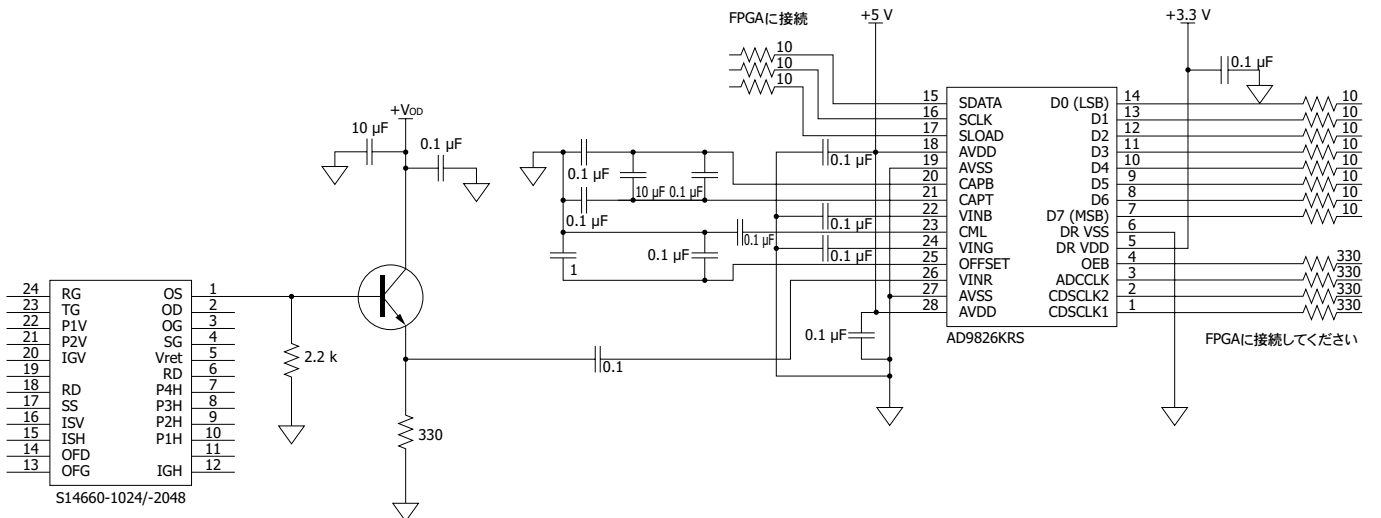 FPGAに接続
+5 V
+3.3 V
10
10
10
0.1 µF
+VOD
10 µF
0.1 µF
15 SDATA D0 (LSB) 14 10
16 SCLK D1 13 10
17 SLOAD D2 12 10
18 AVDD D3 11 10
19 AVSS D4 10 10
20 CAPB D5 9 10
21 CAPT D6 8 10
22 VINB D7 (MSB) 7 10
23 CML DR VSS 6
24 VING DR VDD 5
25 OFFSET OEB 4 330
26 VINR ADCCLK 3 330
27 AVSS CDSCLK2 2 330
28 AVDD CDSCLK1 1 330
AD9826KRS
FPGAに接続してください
0.1 µF
0.1 µF
10 µF 0.1 µF
0.1 µF
0.1 µF
0.1 µF
0.1 µF
0.1 µF
1
0.1 µF
24 RG OS 1
23 TG OD 2
22 P1V OG 3
21 P2V SG 4
20 IGV Vret 5
19 RD 6
18 RD P4H 7
17 SS P3H 8
16 ISV P2H 9
15 ISH P1H 10
14 OFD 11
13 OFG IGH 12
S14660-1024/-2048
2.2 k
0.1
330